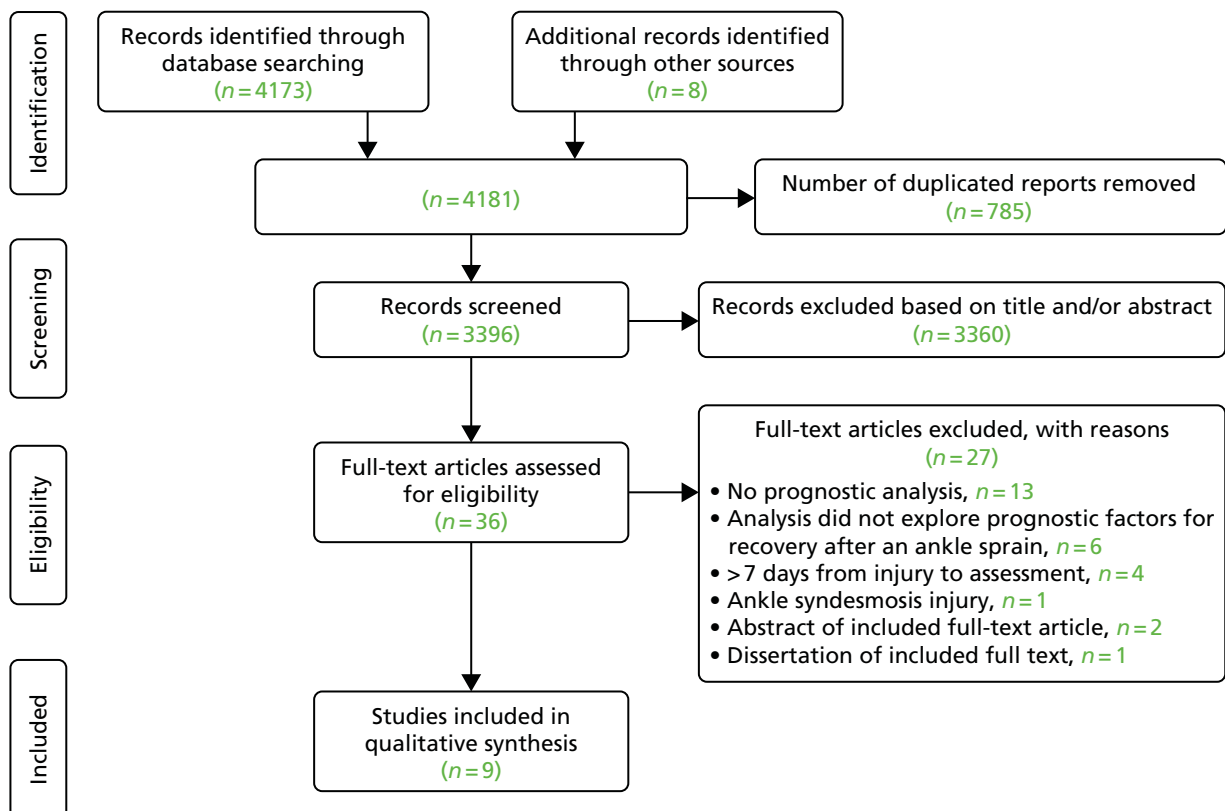 Identification
Records identified through
database searching
(n = 4173)
Additional records identified
through other sources
(n = 8)
(n = 4181)
Number of duplicated reports removed
(n = 785)
Screening
Records screened
(n = 3396)
Records excluded based on title and/or abstract
(n = 3360)
Eligibility
Full-text articles assessed
for eligibility
(n = 36)
Full-text articles excluded, with reasons
(n = 27)
• No prognostic analysis, n = 13
• Analysis did not explore prognostic factors for
recovery after an ankle sprain, n = 6
• > 7 days from injury to assessment, n = 4
• Ankle syndesmosis injury, n = 1
• Abstract of included full-text article, n = 2
• Dissertation of included full text, n = 1
Included
Studies included in
qualitative synthesis
(n = 9)